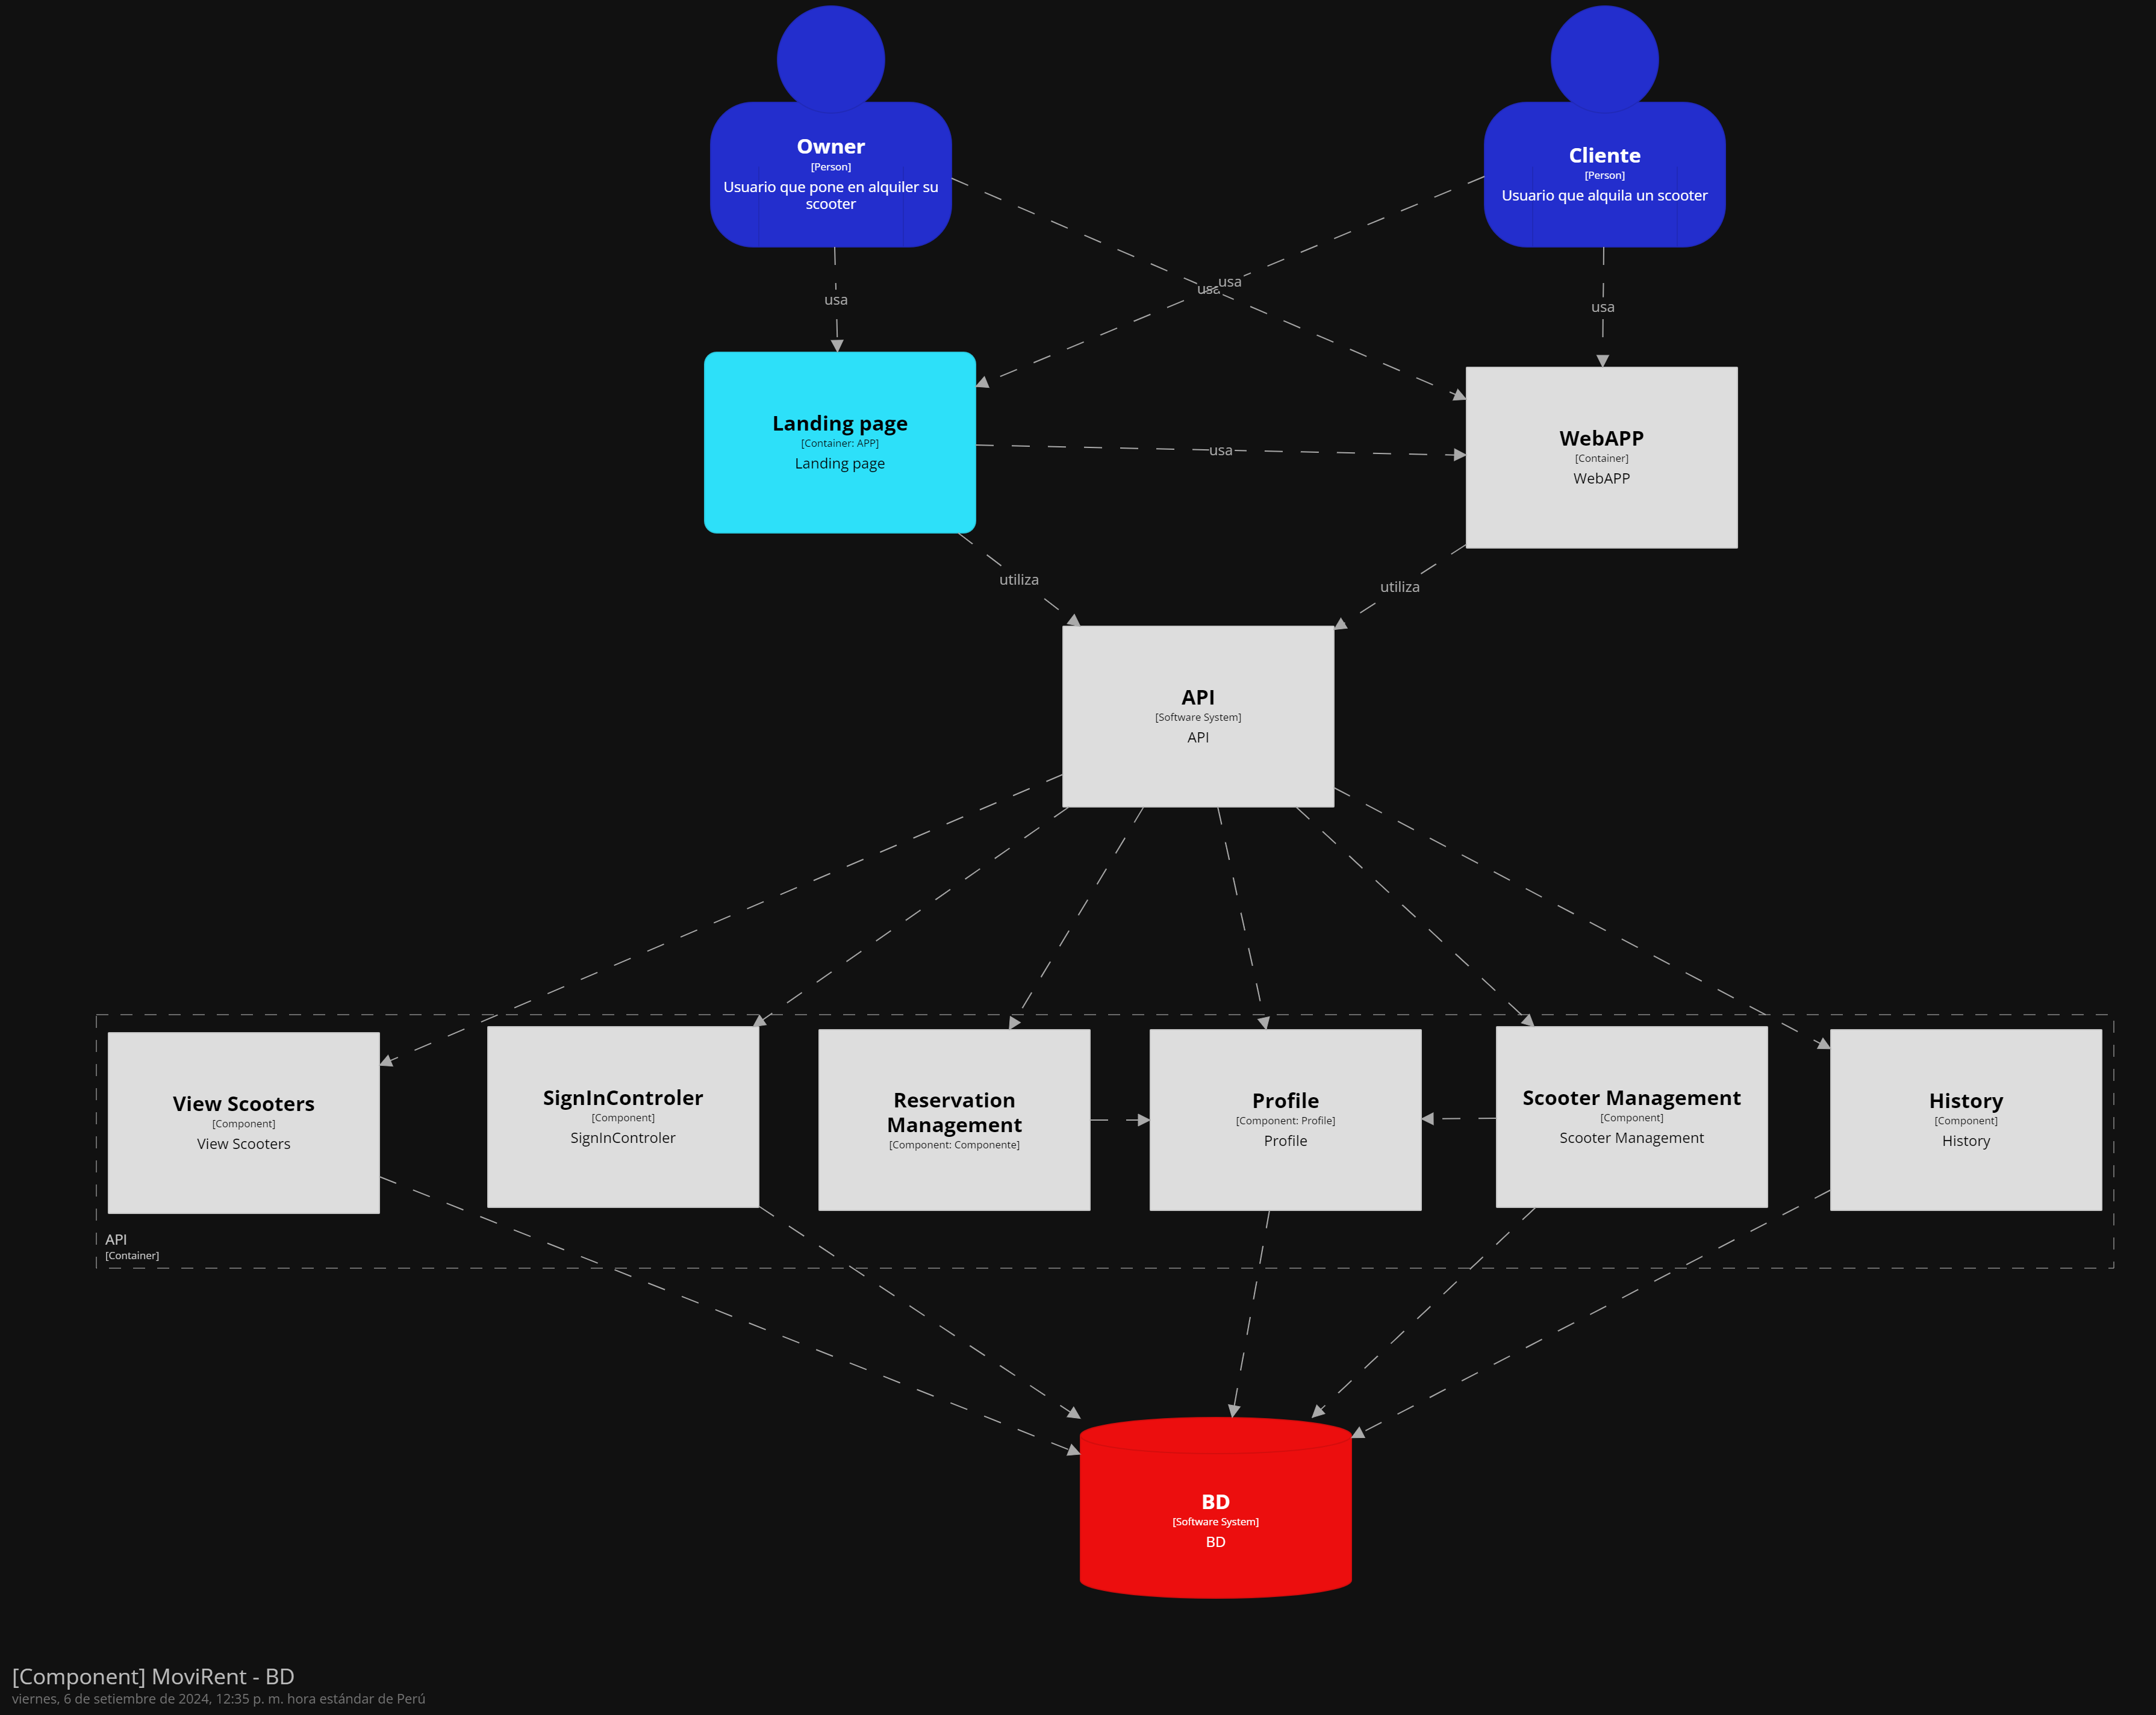 Owner
[Person]
Usuario que pone en alquiler su
scooter
Cliente
[Person]
Usuario que alquila un scooter
usa
usa
usa
usa
Landing page
[Container: APP]
Landing page
usa
WebAPP
[Container]
WebAPP
utiliza
utiliza
API
[Software System]
API
View Scooters
[Component]
View Scooters
SignInControler
[Component]
SignInControler
Reservation
Management
[Component: Componente]
Profile
[Component: Profile]
Profile
Scooter Management
[Component]
Scooter Management
History
[Component]
History
API
[Container]
BD
[Software System]
BD
[Component] MoviRent - BD
viernes, 6 de setiembre de 2024, 12:35 p. m. hora estándar de Perú